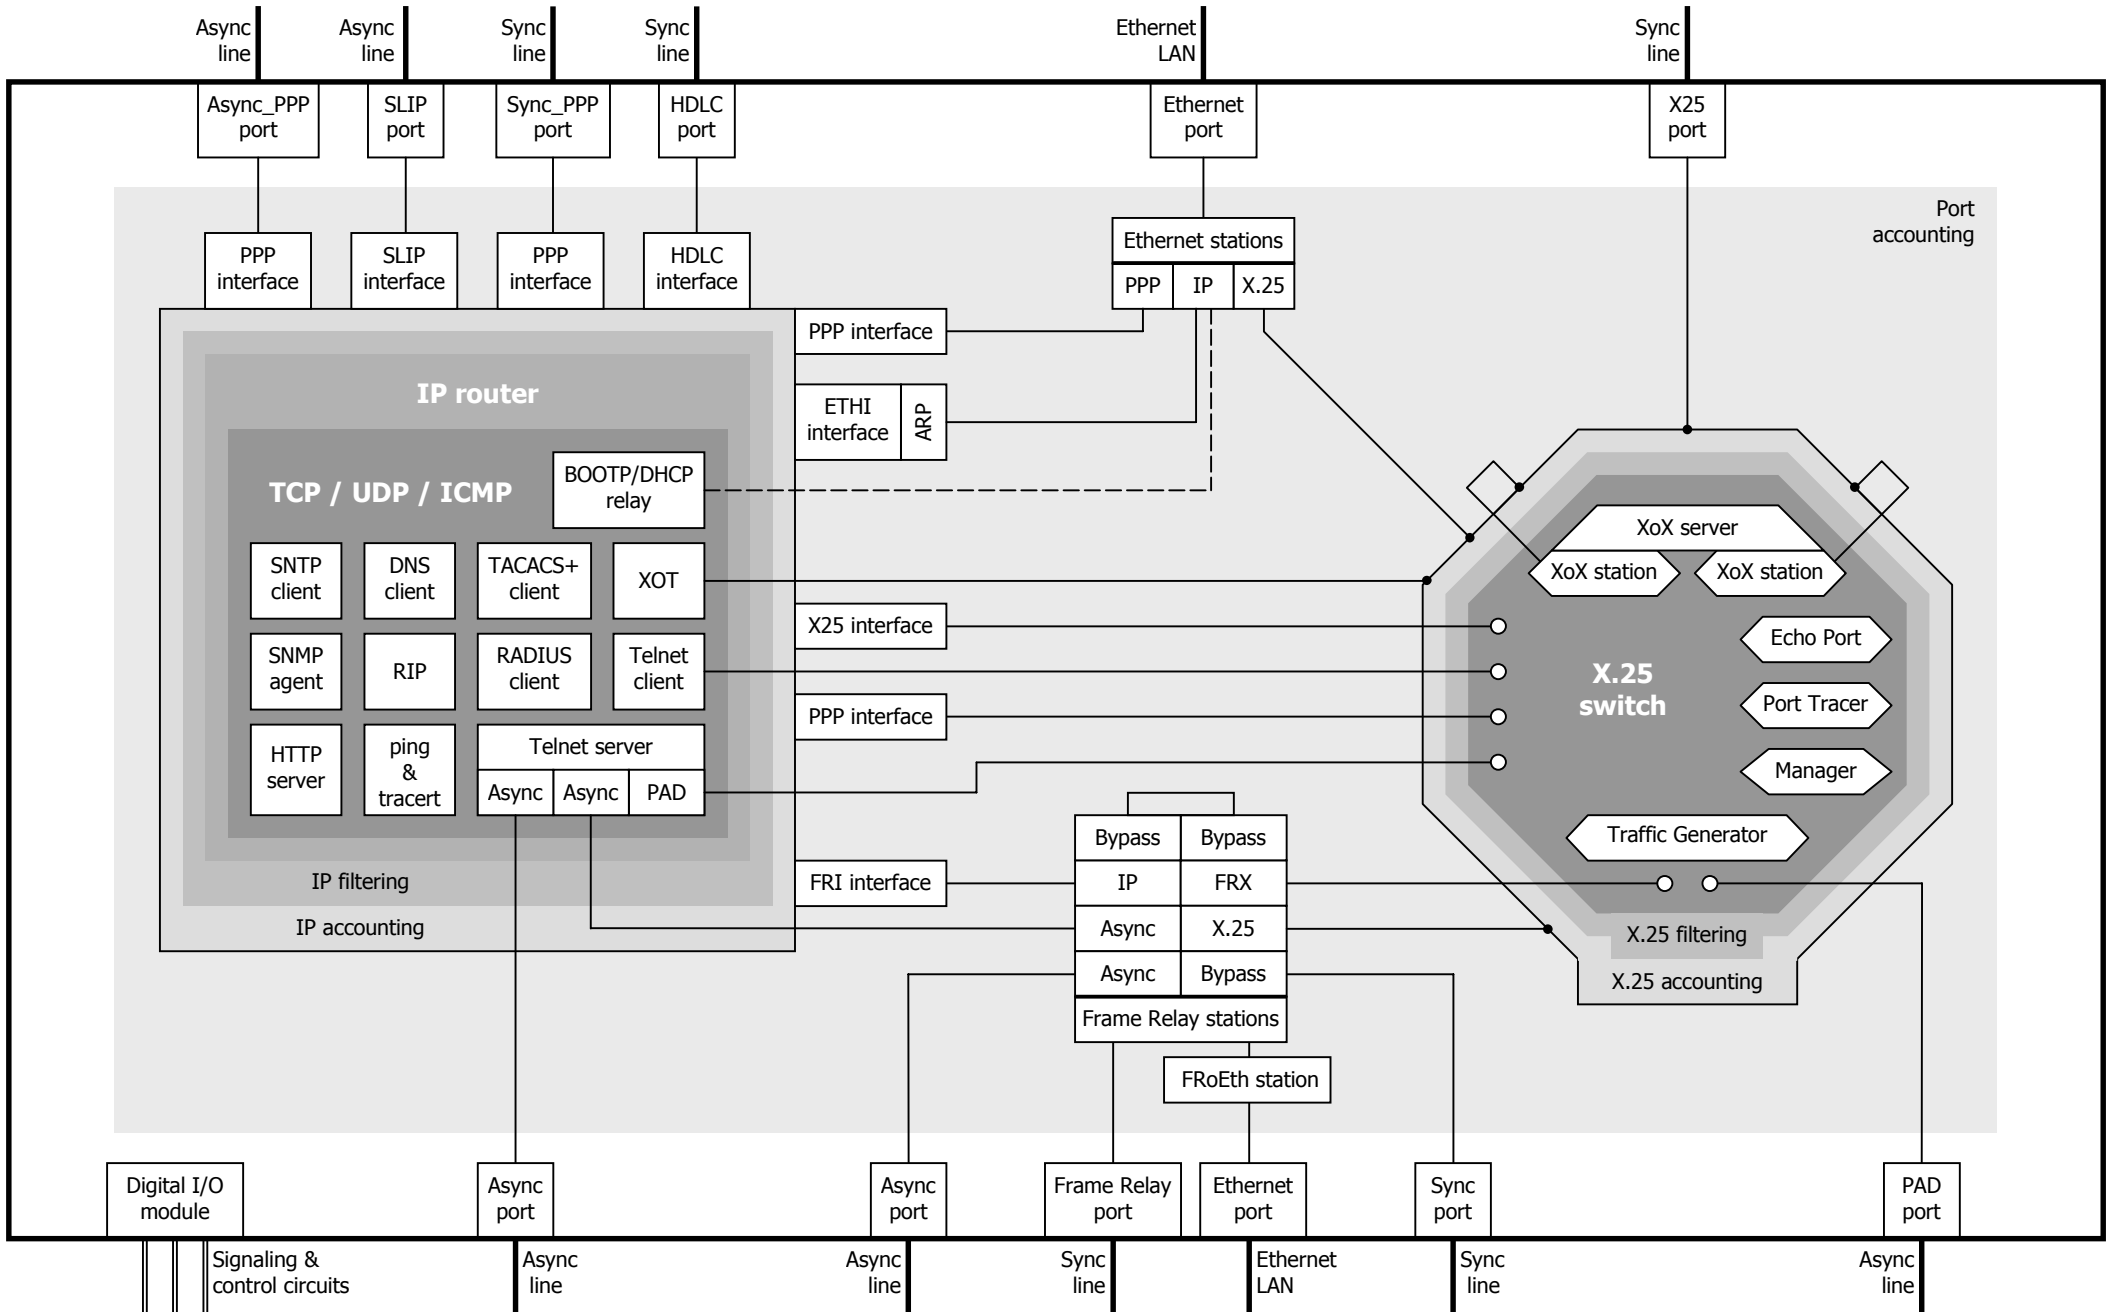 Async
line
Async
line
Sync
line
Sync
line
Ethernet
LAN
Sync
line
Async_PPP
port
SLIP
port
Sync_PPP
port
HDLC
port
Ethernet
port
X25
port
Port
accounting
PPP
interface
SLIP
interface
PPP
interface
HDLC
interface
Ethernet stations
PPP
IP
X.25
PPP interface
ETHI
interface
ARP
IP router
TCP / UDP / ICMP
BOOTP/DHCP
relay
SNTP
client
DNS
client
TACACS+
client
XOT
SNMP
agent
RIP
RADIUS
client
Telnet
client
HTTP
server
ping
&
tracert
Telnet server
Async
Async
PAD
IP filtering
IP accounting
X25 interface
PPP interface
FRI interface
XoX server
XoX station
XoX station
Echo Port
X.25
switch
Port Tracer
Manager
Traffic Generator
X.25 filtering
X.25 accounting
Bypass
Bypass
IP
FRX
Async
X.25
Async
Bypass
Frame Relay stations
FRoEth station
Digital I/O
module
Async
port
Async
port
Frame Relay
port
Ethernet
port
Sync
port
PAD
port
Signaling &
control circuits
Async
line
Async
line
Sync
line
Ethernet
LAN
Sync
line
Async
line